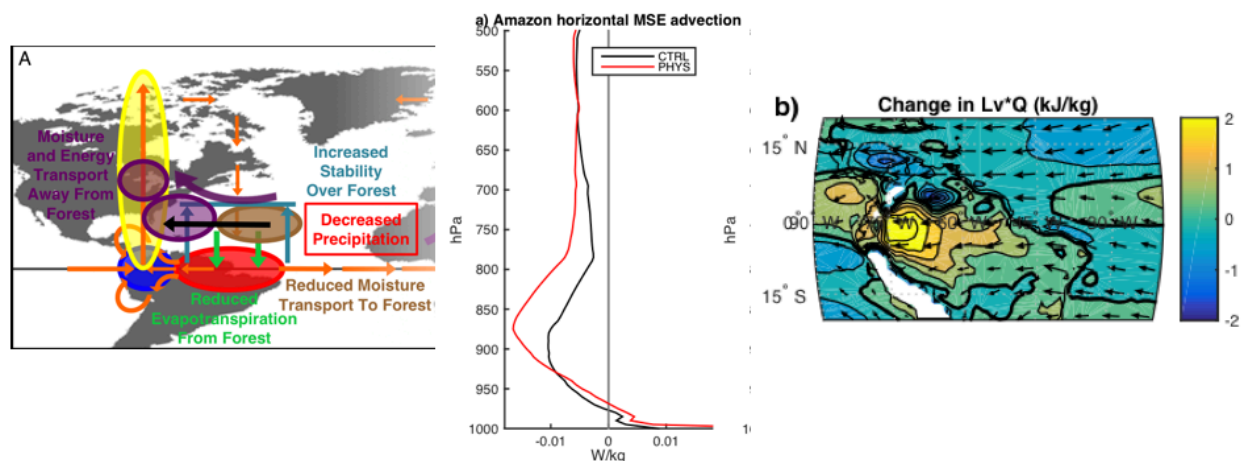 A
Moisture
and Energy
Transport
Away From
Forest
Increased
Stability
Over Forest
Decreased
Precipitation
Reduced
Evapotranspiration
From Forest
Reduced Moisture
Transport To Forest
a) Amazon horizontal MSE advection
500
550
600
650
700
750
800
850
900
950
1000
hPa
CTRL
PHYS
-0.01
0
0.01
W/kg
hPa
b)
Change in Lv*Q (kJ/kg)
15° N
0°
90° W
60° W
15° S
2
1
0
-1
-2